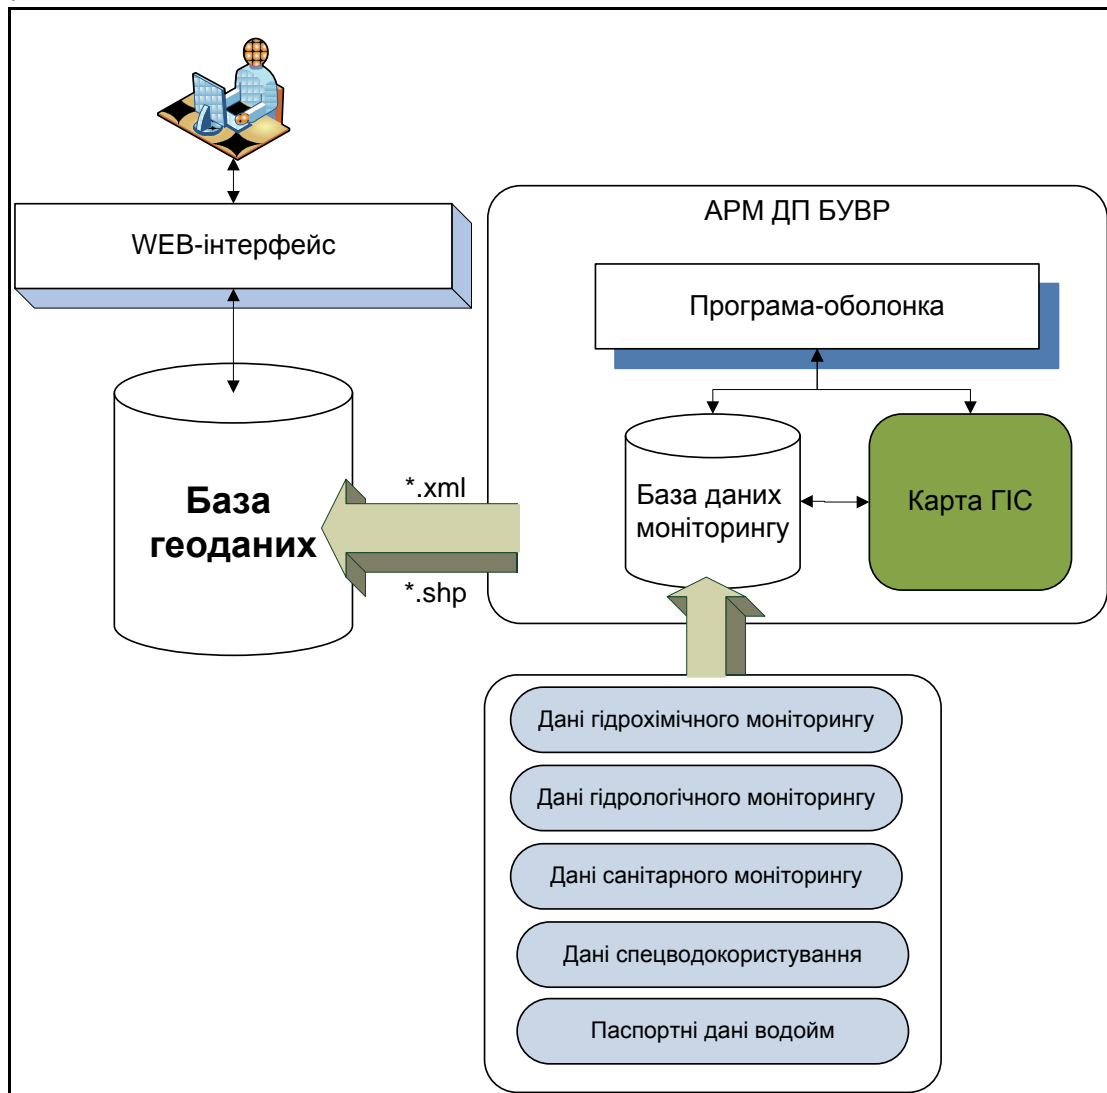 WEB-інтерфейс
АРМ ДП БУВР
Програма-оболонка
База
геоданих
*.xml
*.shp
База даних
моніторингу
Карта ГІС
Дані гідрохімічного моніторингу
Дані гідрологічного моніторингу
Дані санітарного моніторингу
Дані спецводокористування
Паспортні дані водойм